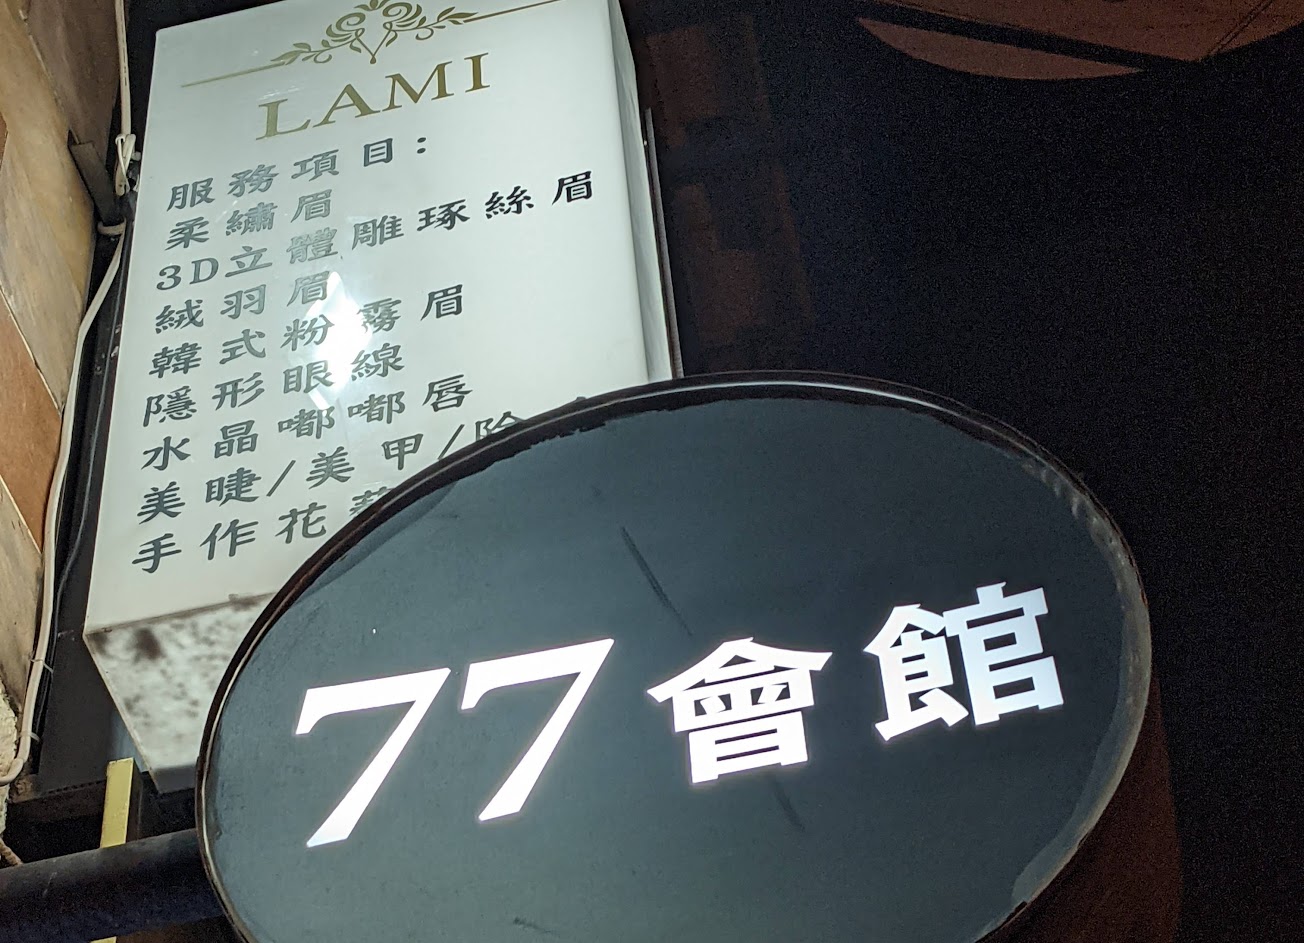 LAMI
服務項目：
柔繡眉
3D立體雕琢絲眉
絨羽眉
韓式粉霧眉
隱形眼線
水晶嘟嘟唇
美睫/美甲/除
手作花
77會館